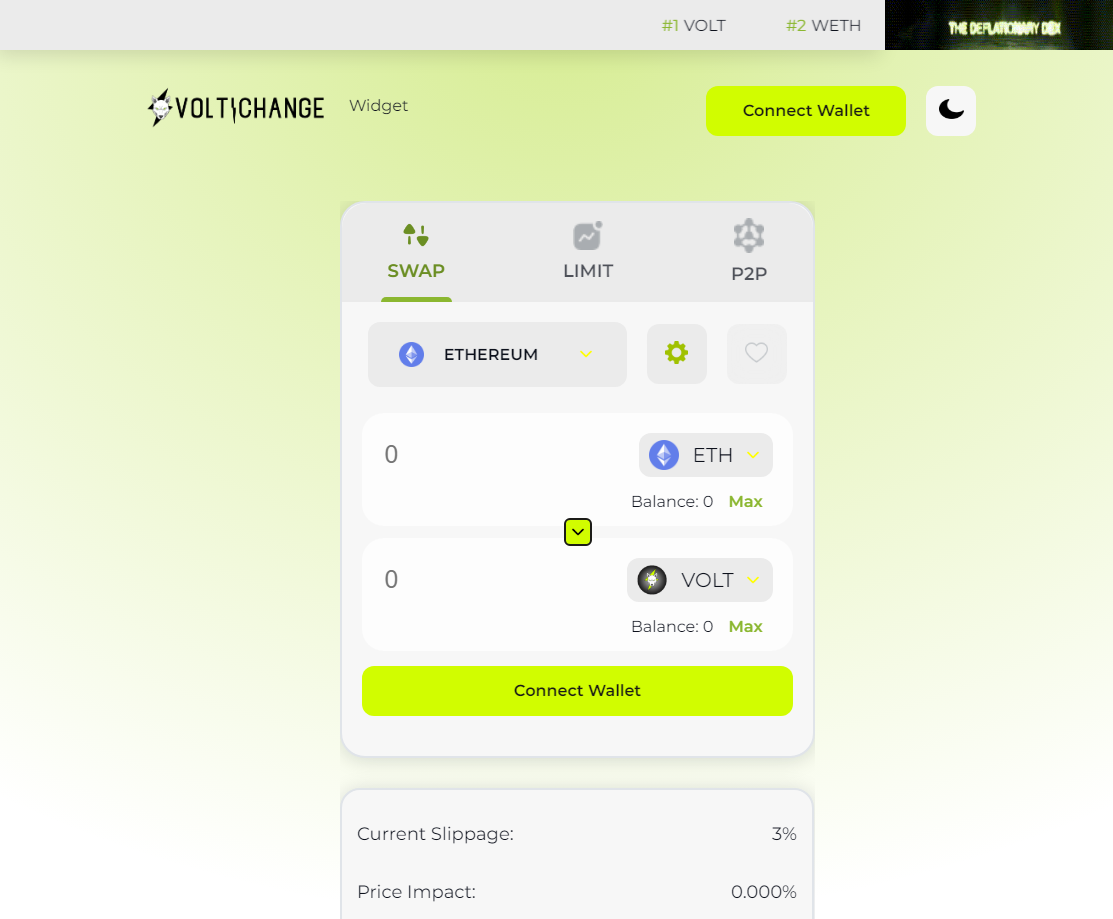 #1 VOLT #2 WETH THE DEFLATIONARY DEX
VOLTICHANGE Widget Connect Wallet
SWAP LIMIT P2P
ETHEREUM
0 ETH
Balance: 0 Max
0 VOLT
Balance: 0 Max
Connect Wallet
Current Slippage: 3%
Price Impact: 0.000%